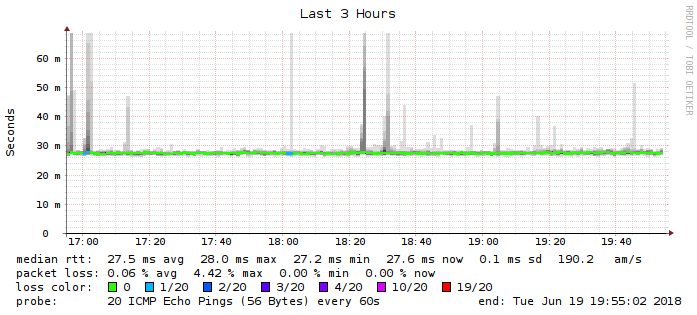 Last 3 Hours
RRDTOOL / TOBI OETIKER
Seconds
60 m
50 m
40 m
30 m
20 m
10 m
0
17:00 17:20 17:40 18:00 18:20 18:40 19:00 19:20 19:40
median rtt: 27.5 ms avg 28.0 ms max 27.2 ms min 27.6 ms now 0.1 ms sd 190.2 am/s
packet loss: 0.06 % avg 4.42 % max 0.00 % min 0.00 % now
loss color: 0 1/20 2/20 3/20 4/20 10/20 19/20
probe: 20 ICMP Echo Pings (56 Bytes) every 60s end: Tue Jun 19 19:55:02 2018